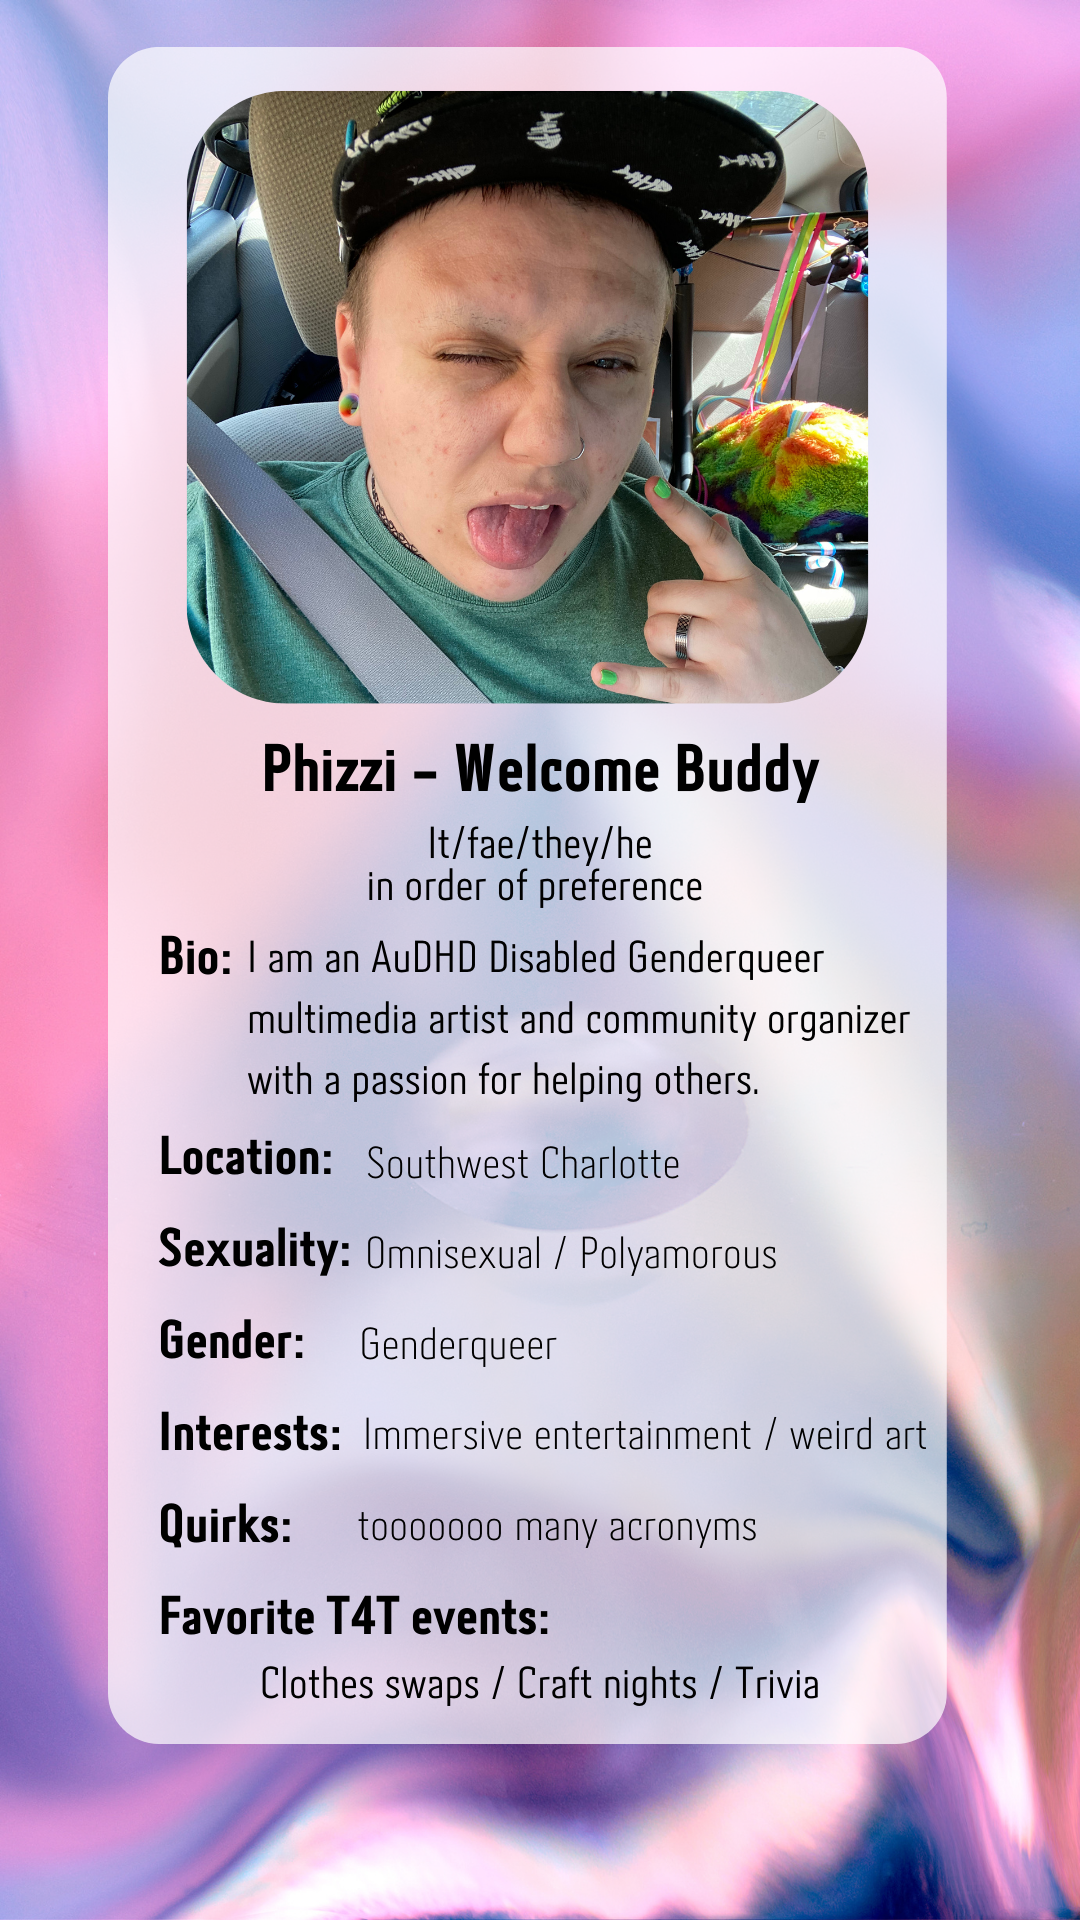 Phizzi – Welcome Buddy
It/fae/they/he
in order of preference
Bio: I am an AuDHD Disabled Genderqueer
multimedia artist and community organizer
with a passion for helping others.
Location: Southwest Charlotte
Sexuality: Omnisexual / Polyamorous
Gender: Genderqueer
Interests: Immersive entertainment / weird art
Quirks: tooooooo many acronyms
Favorite T4T events:
Clothes swaps / Craft nights / Trivia